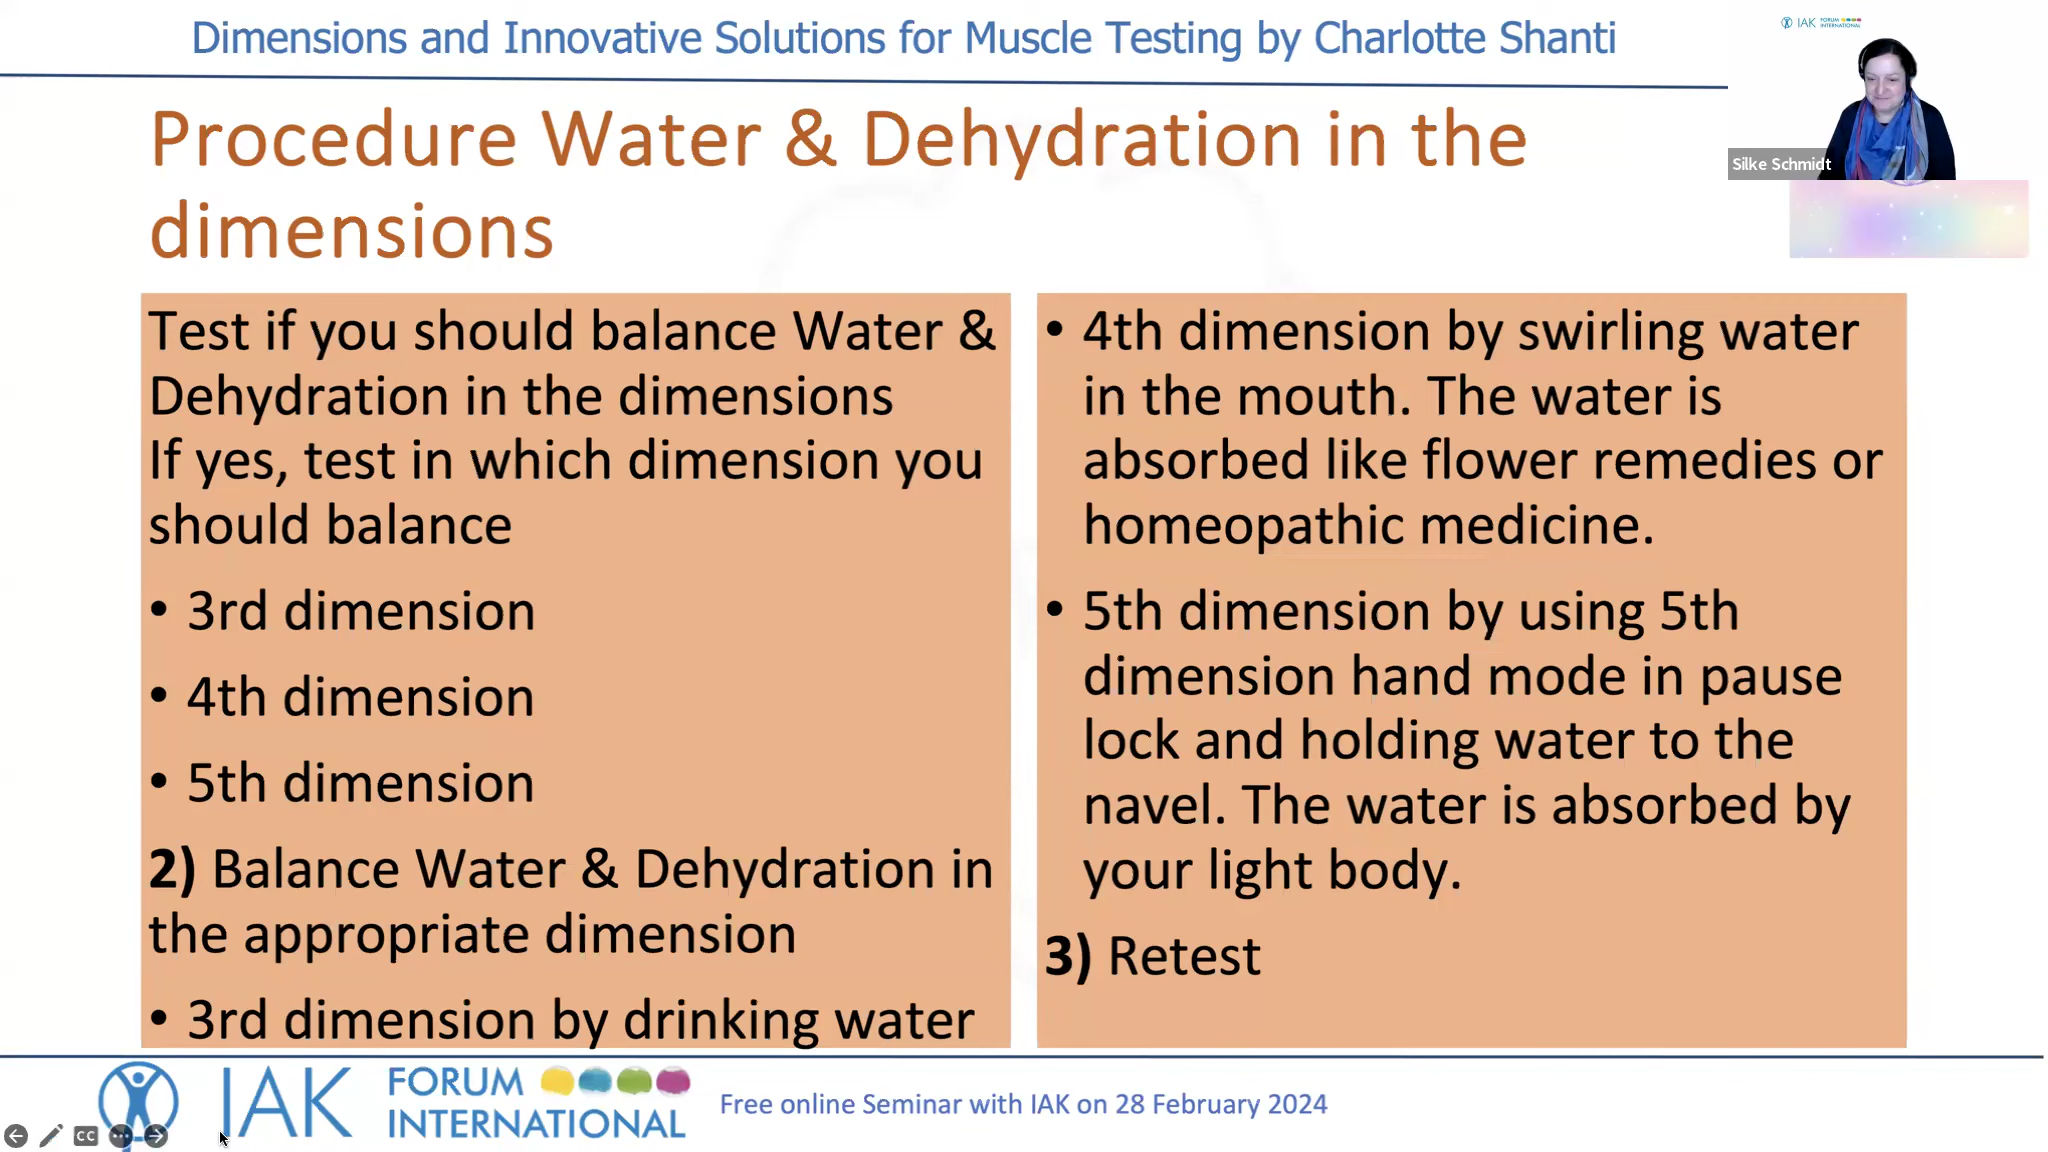 Dimensions and Innovative Solutions for Muscle Testing by Charlotte Shanti
IAK FORUM INTERNATIONAL
Silke Schmidt
Procedure Water & Dehydration in the
dimensions
Test if you should balance Water &
Dehydration in the dimensions
If yes, test in which dimension you
should balance
• 3rd dimension
• 4th dimension
• 5th dimension
2) Balance Water & Dehydration in
the appropriate dimension
• 3rd dimension by drinking water
• 4th dimension by swirling water
in the mouth. The water is
absorbed like flower remedies or
homeopathic medicine.
• 5th dimension by using 5th
dimension hand mode in pause
lock and holding water to the
navel. The water is absorbed by
your light body.
3) Retest
IAK
FORUM
INTERNATIONAL
Free online Seminar with IAK on 28 February 2024
CC